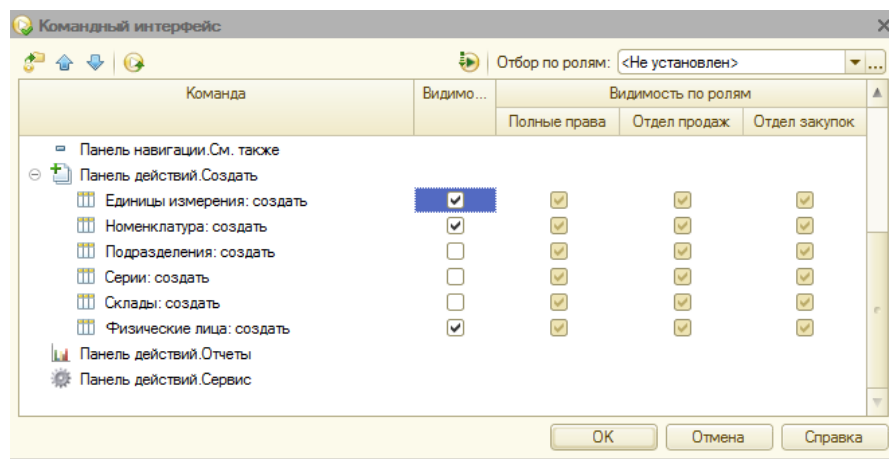 Командный интерфейс
Отбор по ролям: <Не установлен>
Команда Видимо... Видимость по ролям
Полные права Отдел продаж Отдел закупок
Панель навигации.См. также
Панель действий.Создать
Единицы измерения: создать
Номенклатура: создать
Подразделения: создать
Серии: создать
Склады: создать
Физические лица: создать
Панель действий.Отчеты
Панель действий.Сервис
OK Отмена Справка